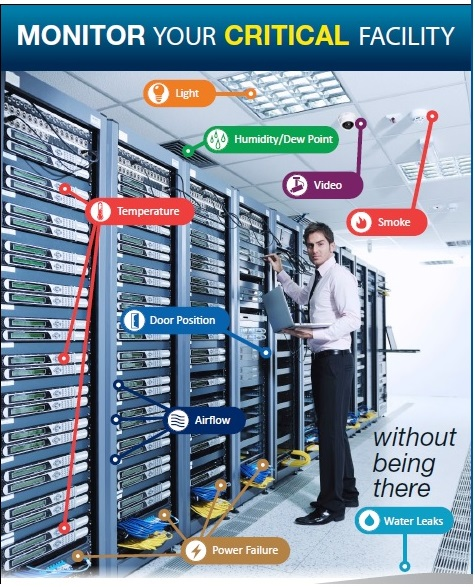 MONITOR YOUR CRITICAL FACILITY
Light
Humidity/Dew Point
Video
Temperature
Smoke
Door Position
Airflow
without
being
there
Water Leaks
Power Failure